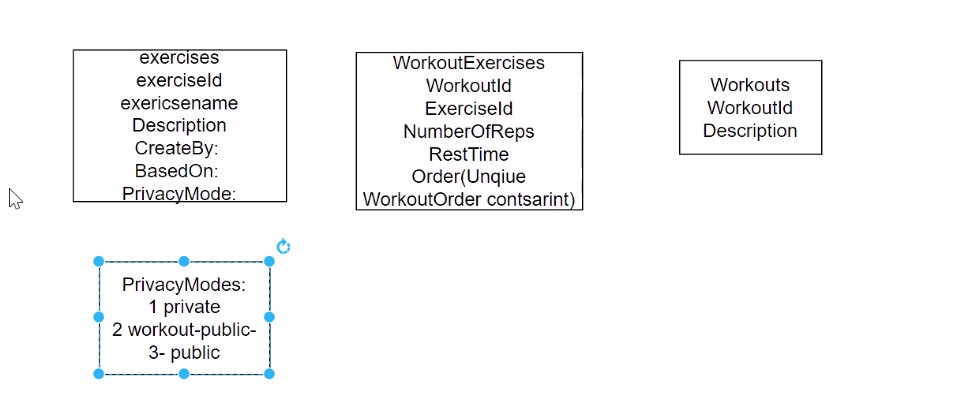 exercises
exerciseId
exericsename
Description
CreateBy:
BasedOn:
PrivacyMode:
WorkoutExercises
WorkoutId
ExerciseId
NumberOfReps
RestTime
Order(Unqiue
WorkoutOrder contsarint)
Workouts
WorkoutId
Description
PrivacyModes:
1 private
2 workout-public-
3- public